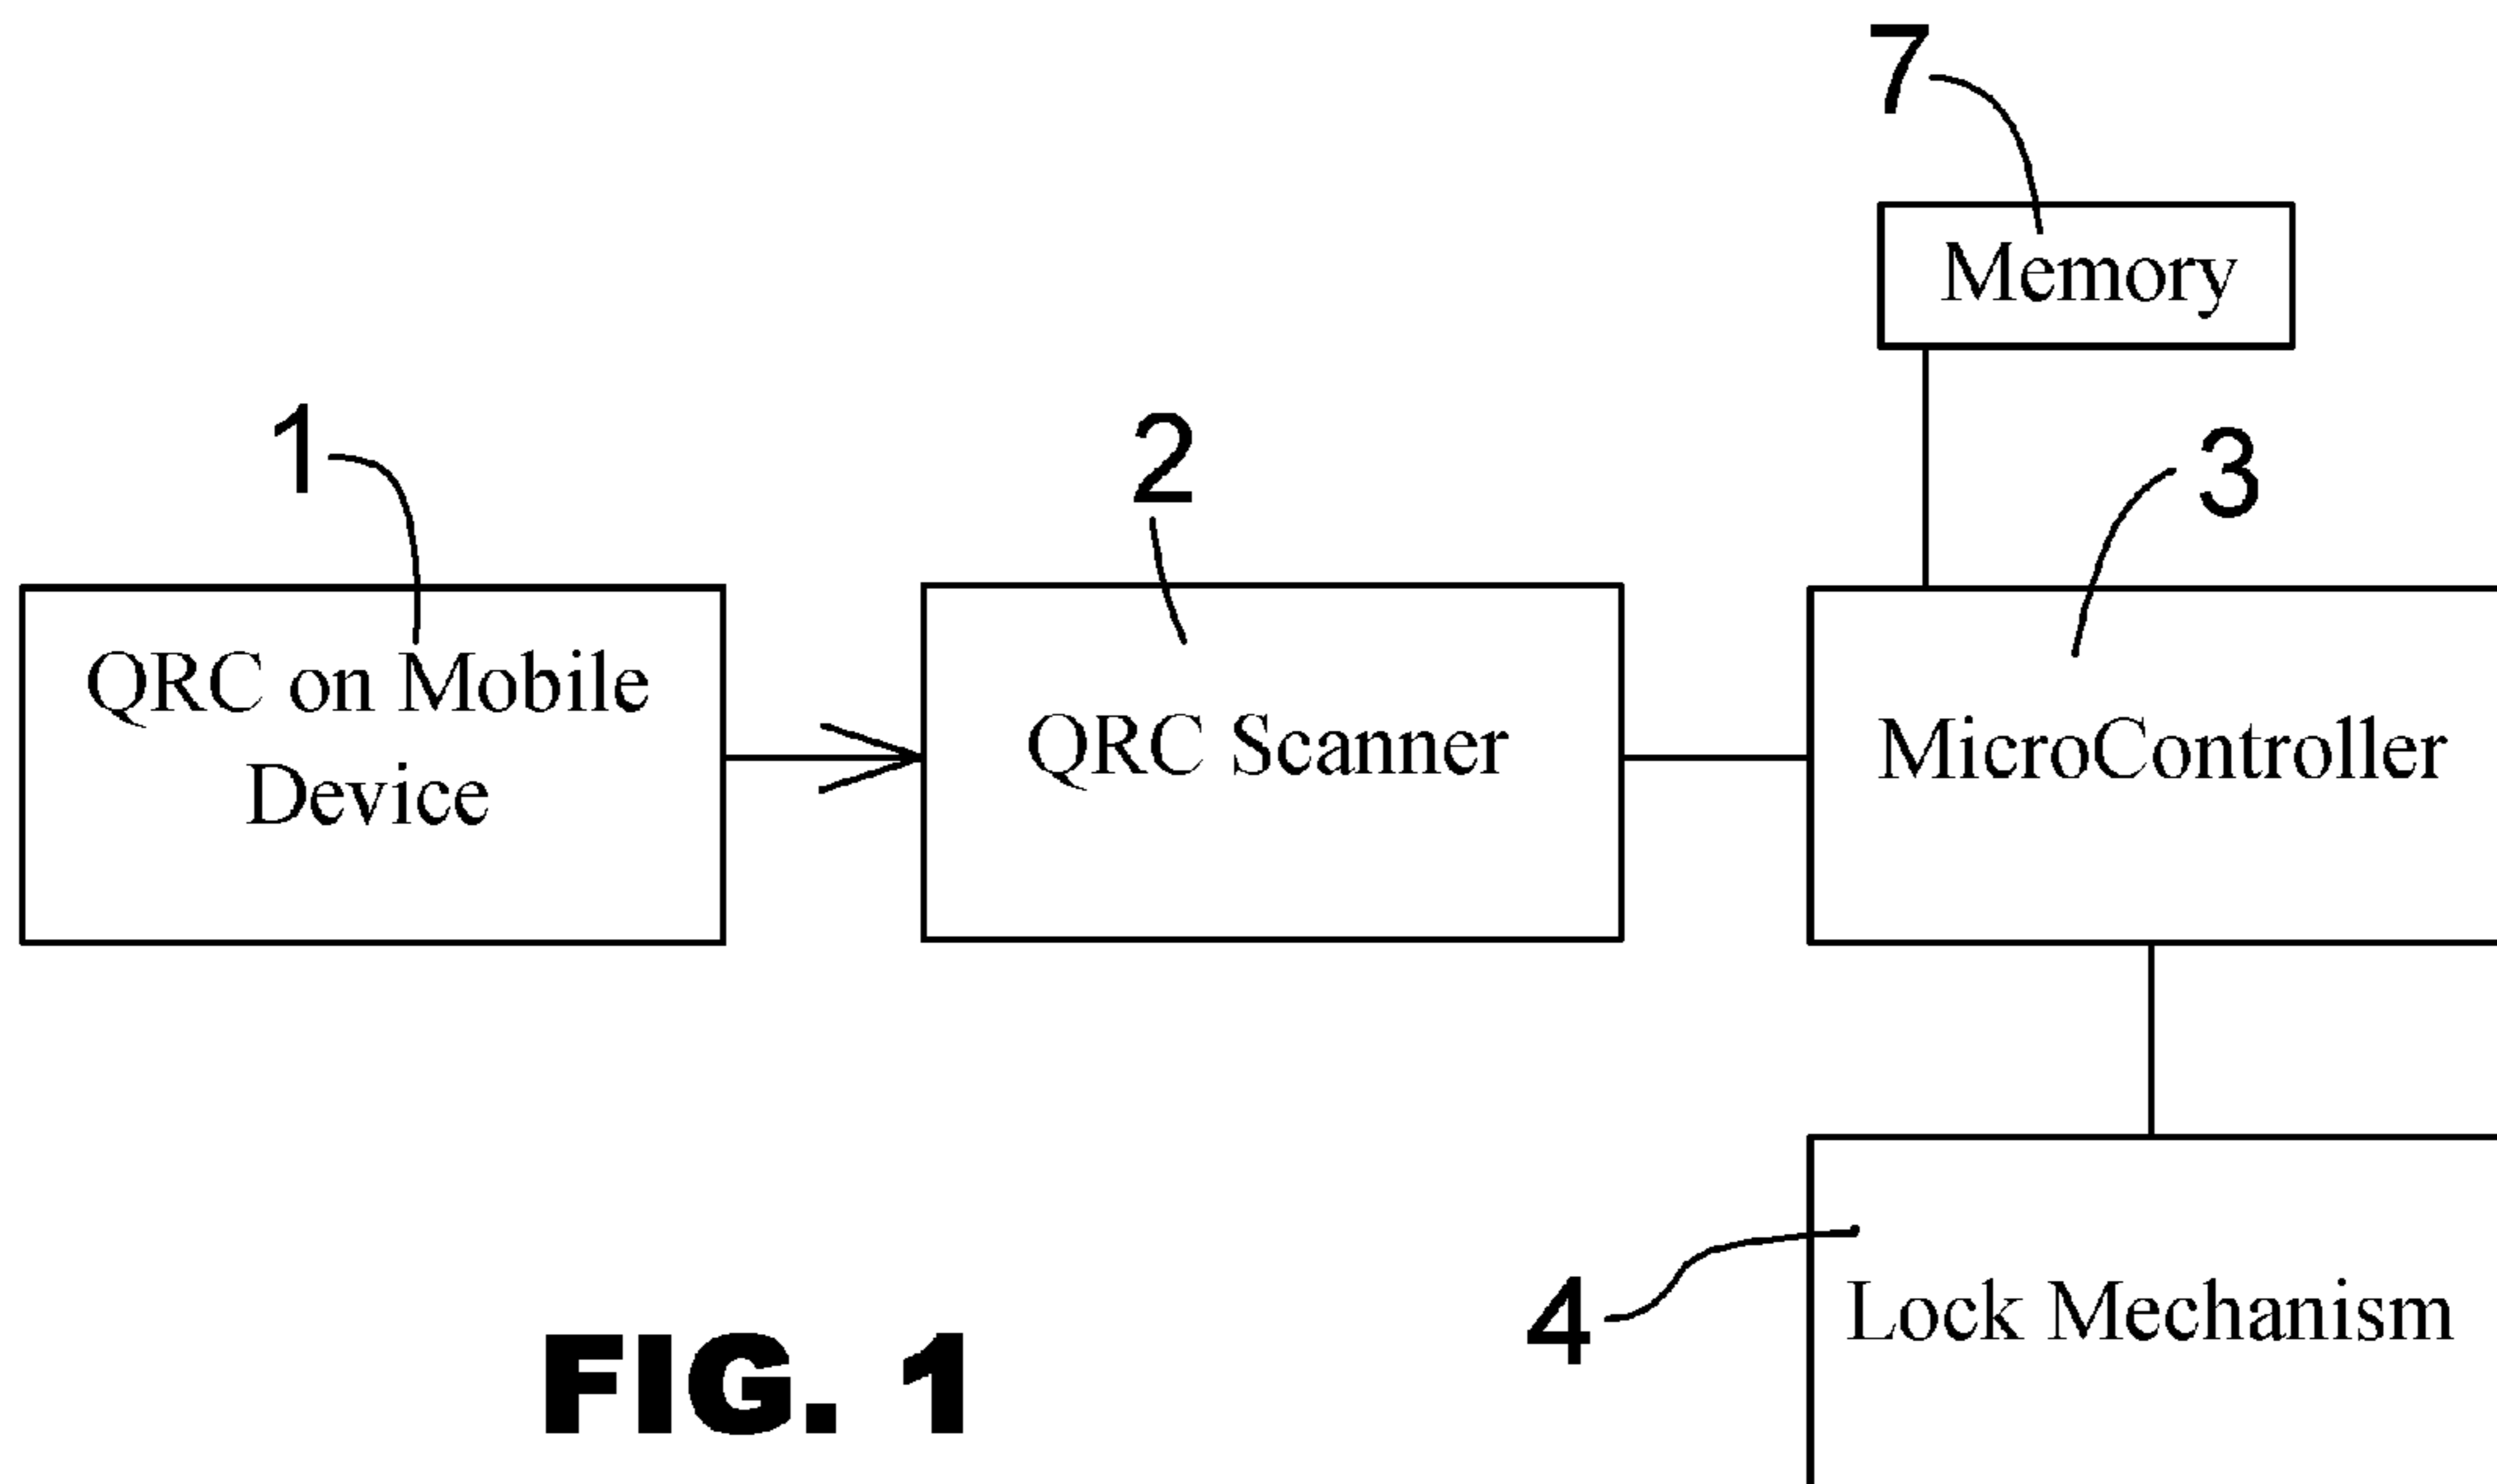 7
Memory
1
2
3
QRC on Mobile
Device
QRC Scanner
MicroController
4
Lock Mechanism
FIG. 1